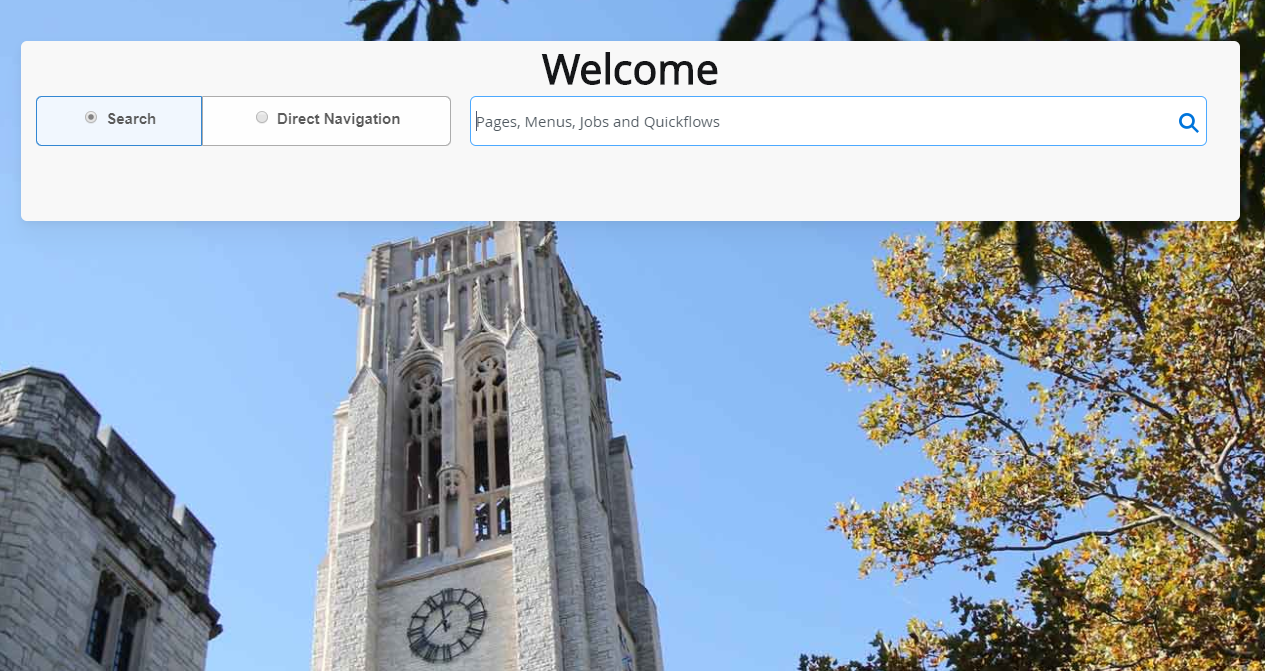 Welcome
Search
Direct Navigation
Pages, Menus, Jobs and Quickflows